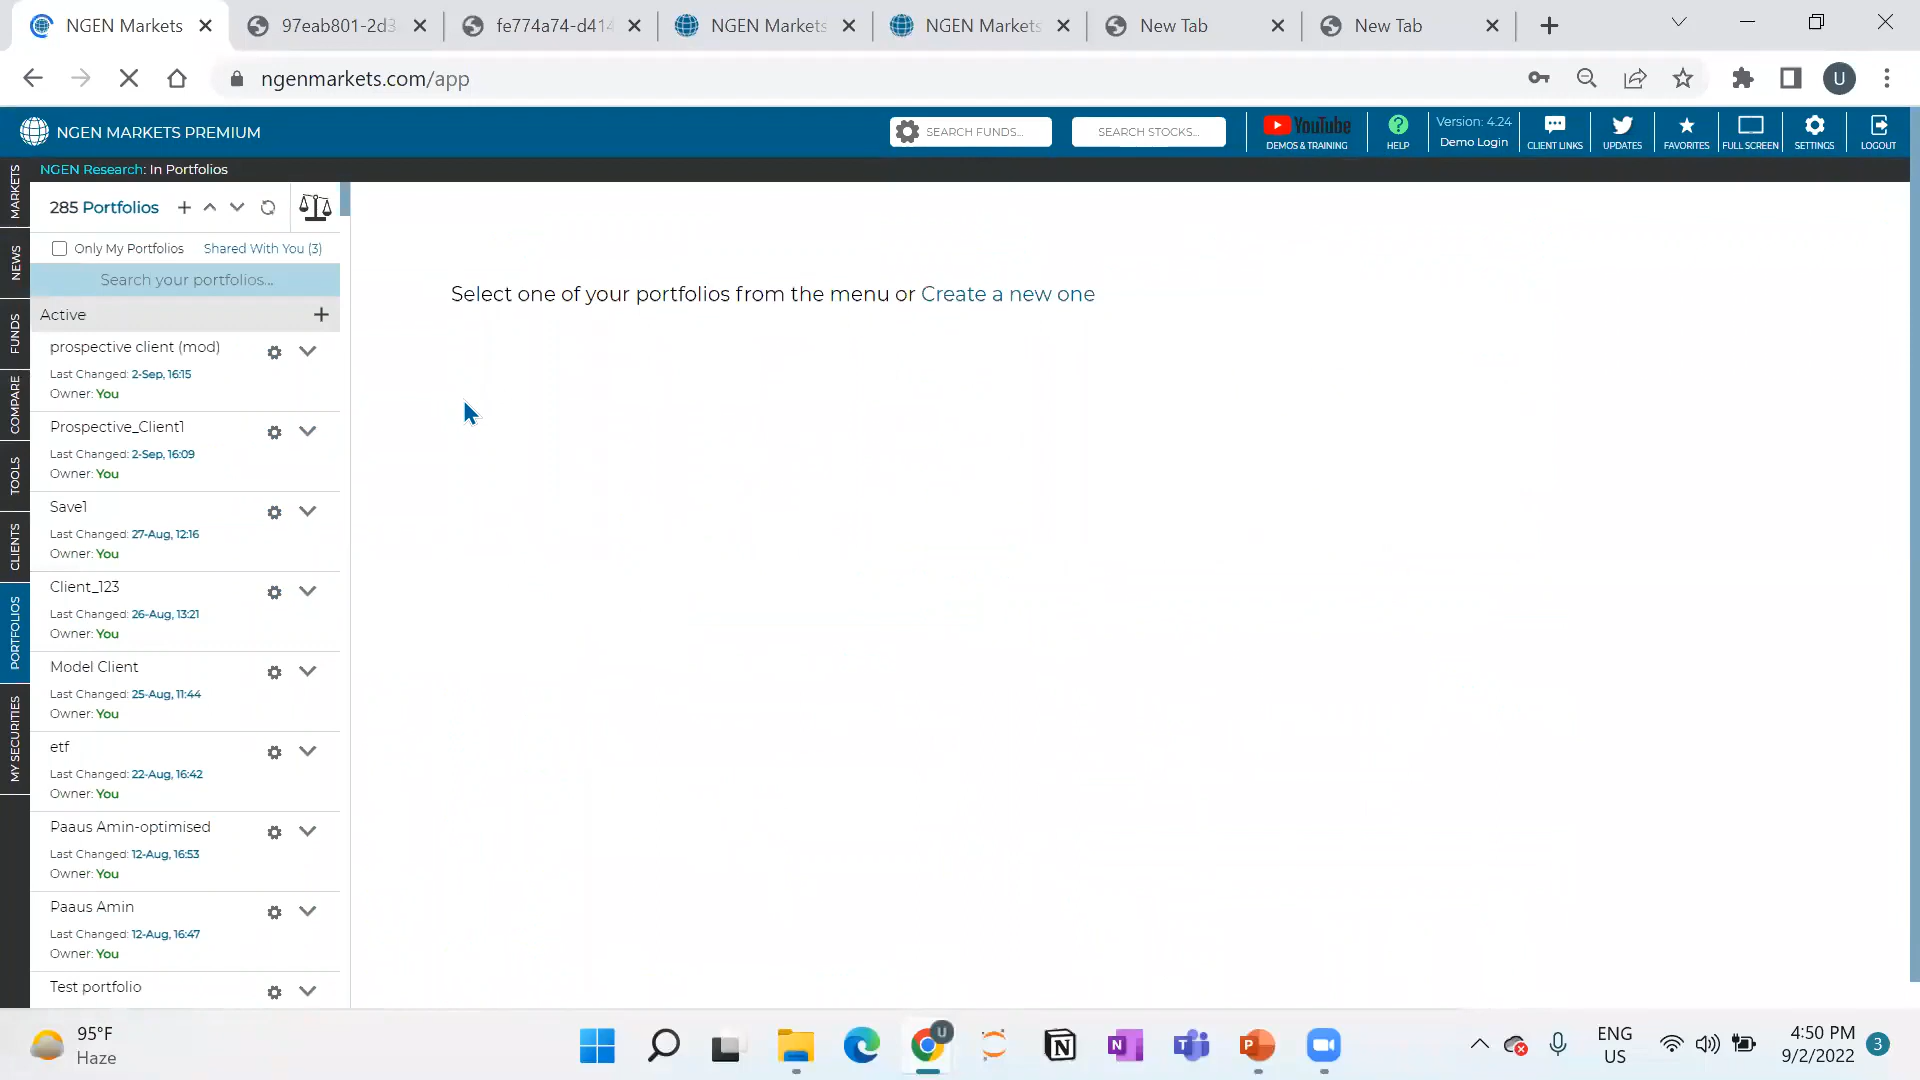 NGEN Markets
97eab801-2d3
fe774a74-d414
NGEN Markets
NGEN Markets
New Tab
New Tab
ngenmarkets.com/app
U
NGEN MARKETS PREMIUM
SEARCH FUNDS...
SEARCH STOCKS...
YouTube
DEMOS & TRAINING
HELP
Version: 4.24
Demo Login
CLIENT LINKS
UPDATES
FAVORITES
FULL SCREEN
SETTINGS
LOGOUT
NGEN Research: In Portfolios
MARKETS
NEWS
FUNDS
COMPARE
TOOLS
CLIENTS
PORTFOLIOS
MY SECURITIES
285 Portfolios
Only My Portfolios
Shared With You (3)
Search your portfolios...
Active
prospective client (mod)
Last Changed: 2-Sep, 16:15
Owner: You
Prospective_Client1
Last Changed: 2-Sep, 16:09
Owner: You
Save1
Last Changed: 27-Aug, 12:16
Owner: You
Client_123
Last Changed: 26-Aug, 13:21
Owner: You
Model Client
Last Changed: 25-Aug, 11:44
Owner: You
etf
Last Changed: 22-Aug, 16:42
Owner: You
Paaus Amin-optimised
Last Changed: 12-Aug, 16:53
Owner: You
Paaus Amin
Last Changed: 12-Aug, 16:47
Owner: You
Test portfolio
Select one of your portfolios from the menu or Create a new one
95°F
Haze
U
N
N
T
P
ENG
US
4:50 PM
9/2/2022
3